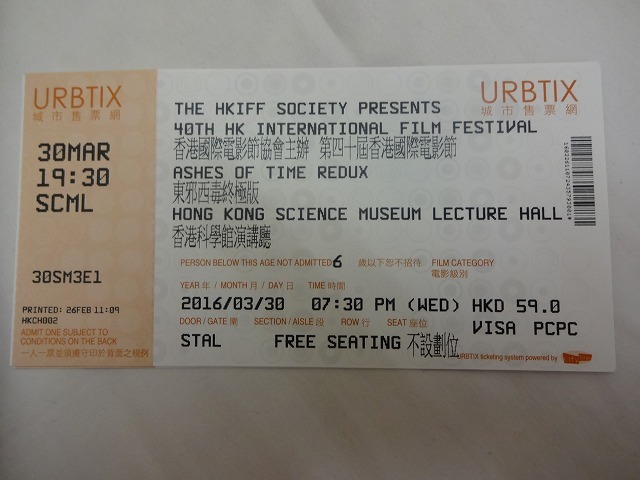 URBTIX
城市售票網
30MAR
19:30
SCML
30SM3E1
PRINTED: 26FEB 11:09
HKCH002
ADMIT ONE SUBJECT TO
CONDITIONS ON THE BACK
一人一票並須遵守印於背面之規例
URBTIX
城市售票網
THE HKIFF SOCIETY PRESENTS
40TH HK INTERNATIONAL FILM FESTIVAL
香港國際電影節協會主辦 第四十屆香港國際電影節
ASHES OF TIME REDUX
東邪西毒終極版
HONG KONG SCIENCE MUSEUM LECTURE HALL
香港科學館演講廳
PERSON BELOW THIS AGE NOT ADMITTED 6 歲以下恕不招待 FILM CATEGORY
電影級別
YEAR 年 / MONTH 月 / DAY 日 TIME 時間
2016/03/30 07:30 PM (WED) HKD 59.0
DOOR / GATE 閘 SECTION / AISLE 段 ROW 行 SEAT 座位
VISA PCPC
STAL FREE SEATING 不設劃位
URBTIX ticketing system powered by